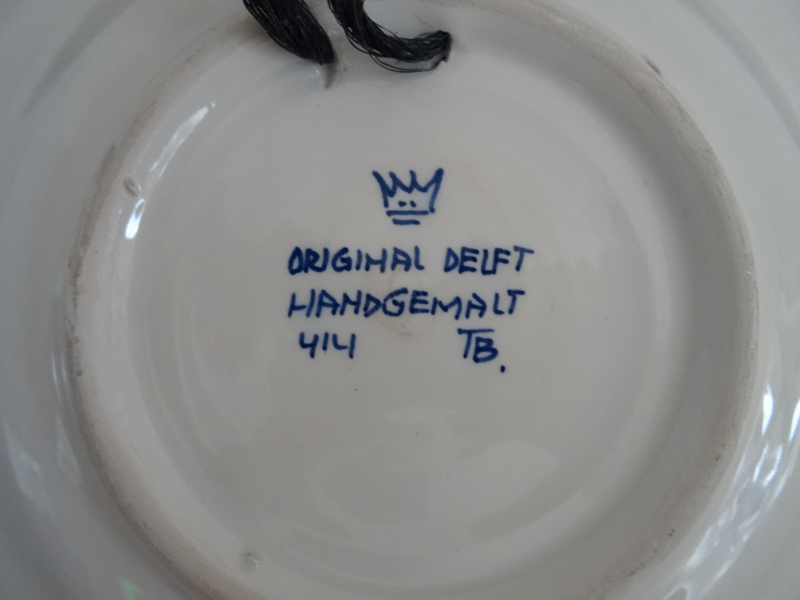 ORIGINAL DELFT
HANDGEMALT
414 TB.